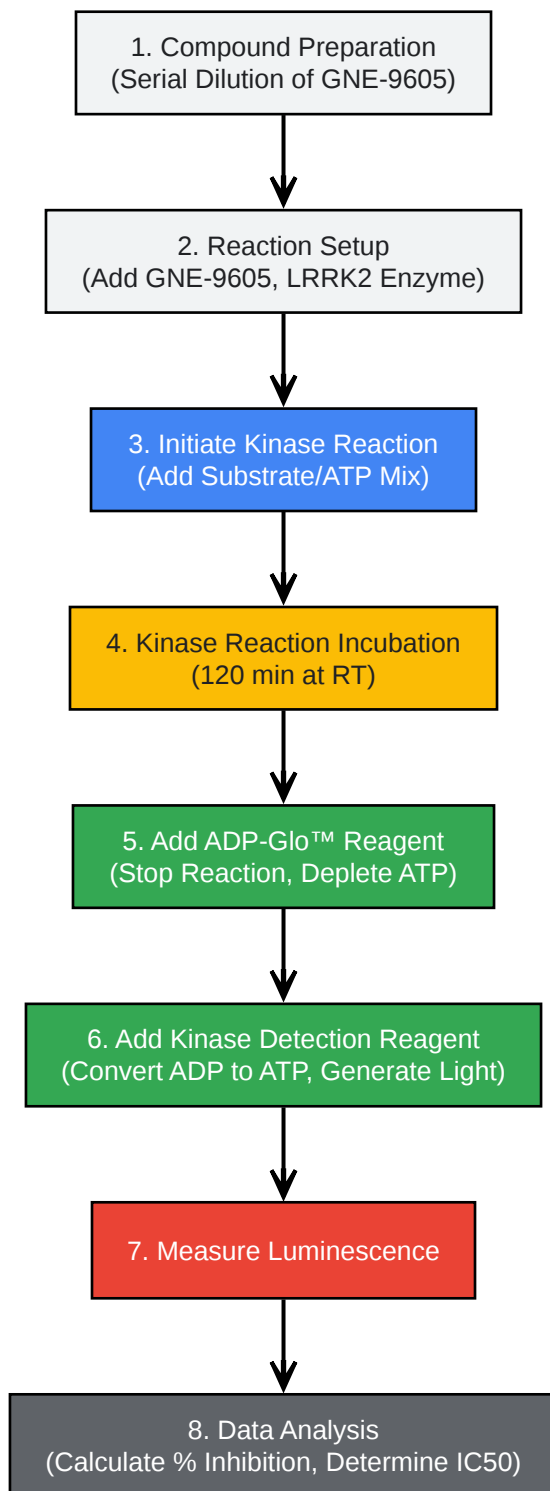 1. Compound Preparation
(Serial Dilution of GNE-9605)
2. Reaction Setup
(Add GNE-9605, LRRK2 Enzyme)
3. Initiate Kinase Reaction
(Add Substrate/ATP Mix)
4. Kinase Reaction Incubation
(120 min at RT)
5. Add ADP-Glo™ Reagent
(Stop Reaction, Deplete ATP)
6. Add Kinase Detection Reagent
(Convert ADP to ATP, Generate Light)
7. Measure Luminescence
8. Data Analysis
(Calculate % Inhibition, Determine IC50)